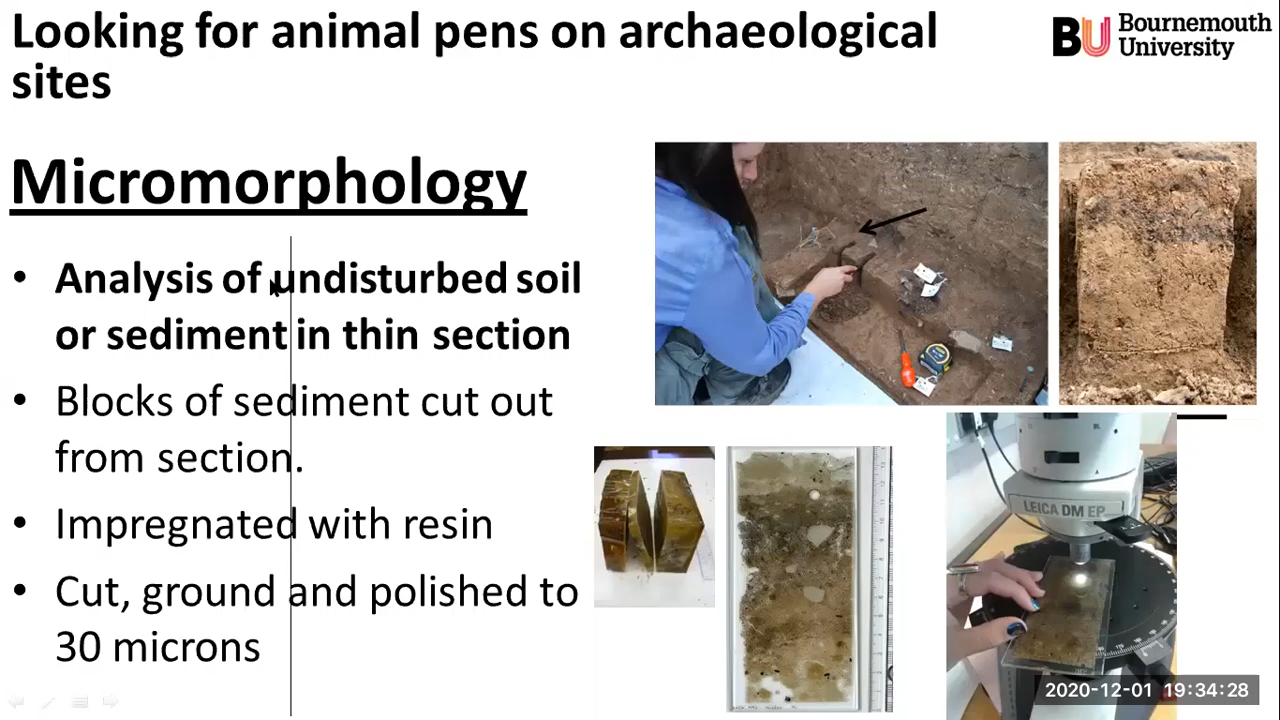 Looking for animal pens on archaeological
sites
BU Bournemouth
University
Micromorphology
• Analysis of undisturbed soil
or sediment in thin section
• Blocks of sediment cut out
from section.
• Impregnated with resin
• Cut, ground and polished to
30 microns
LEICA DM EP
2020-12-01 19:34:28